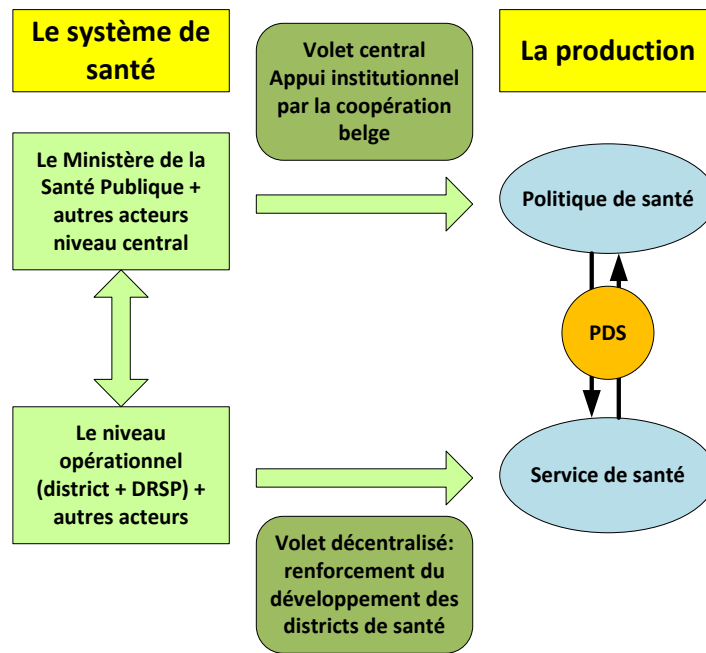 Le système de
santé
Volet central
Appui institutionnel
par la coopération
belge
La production
Le Ministère de la
Santé Publique +
autres acteurs
niveau central
Politique de santé
PDS
Le niveau
opérationnel
(district + DRSP) +
autres acteurs
Service de santé
Volet décentralisé:
renforcement du
développement des
districts de santé